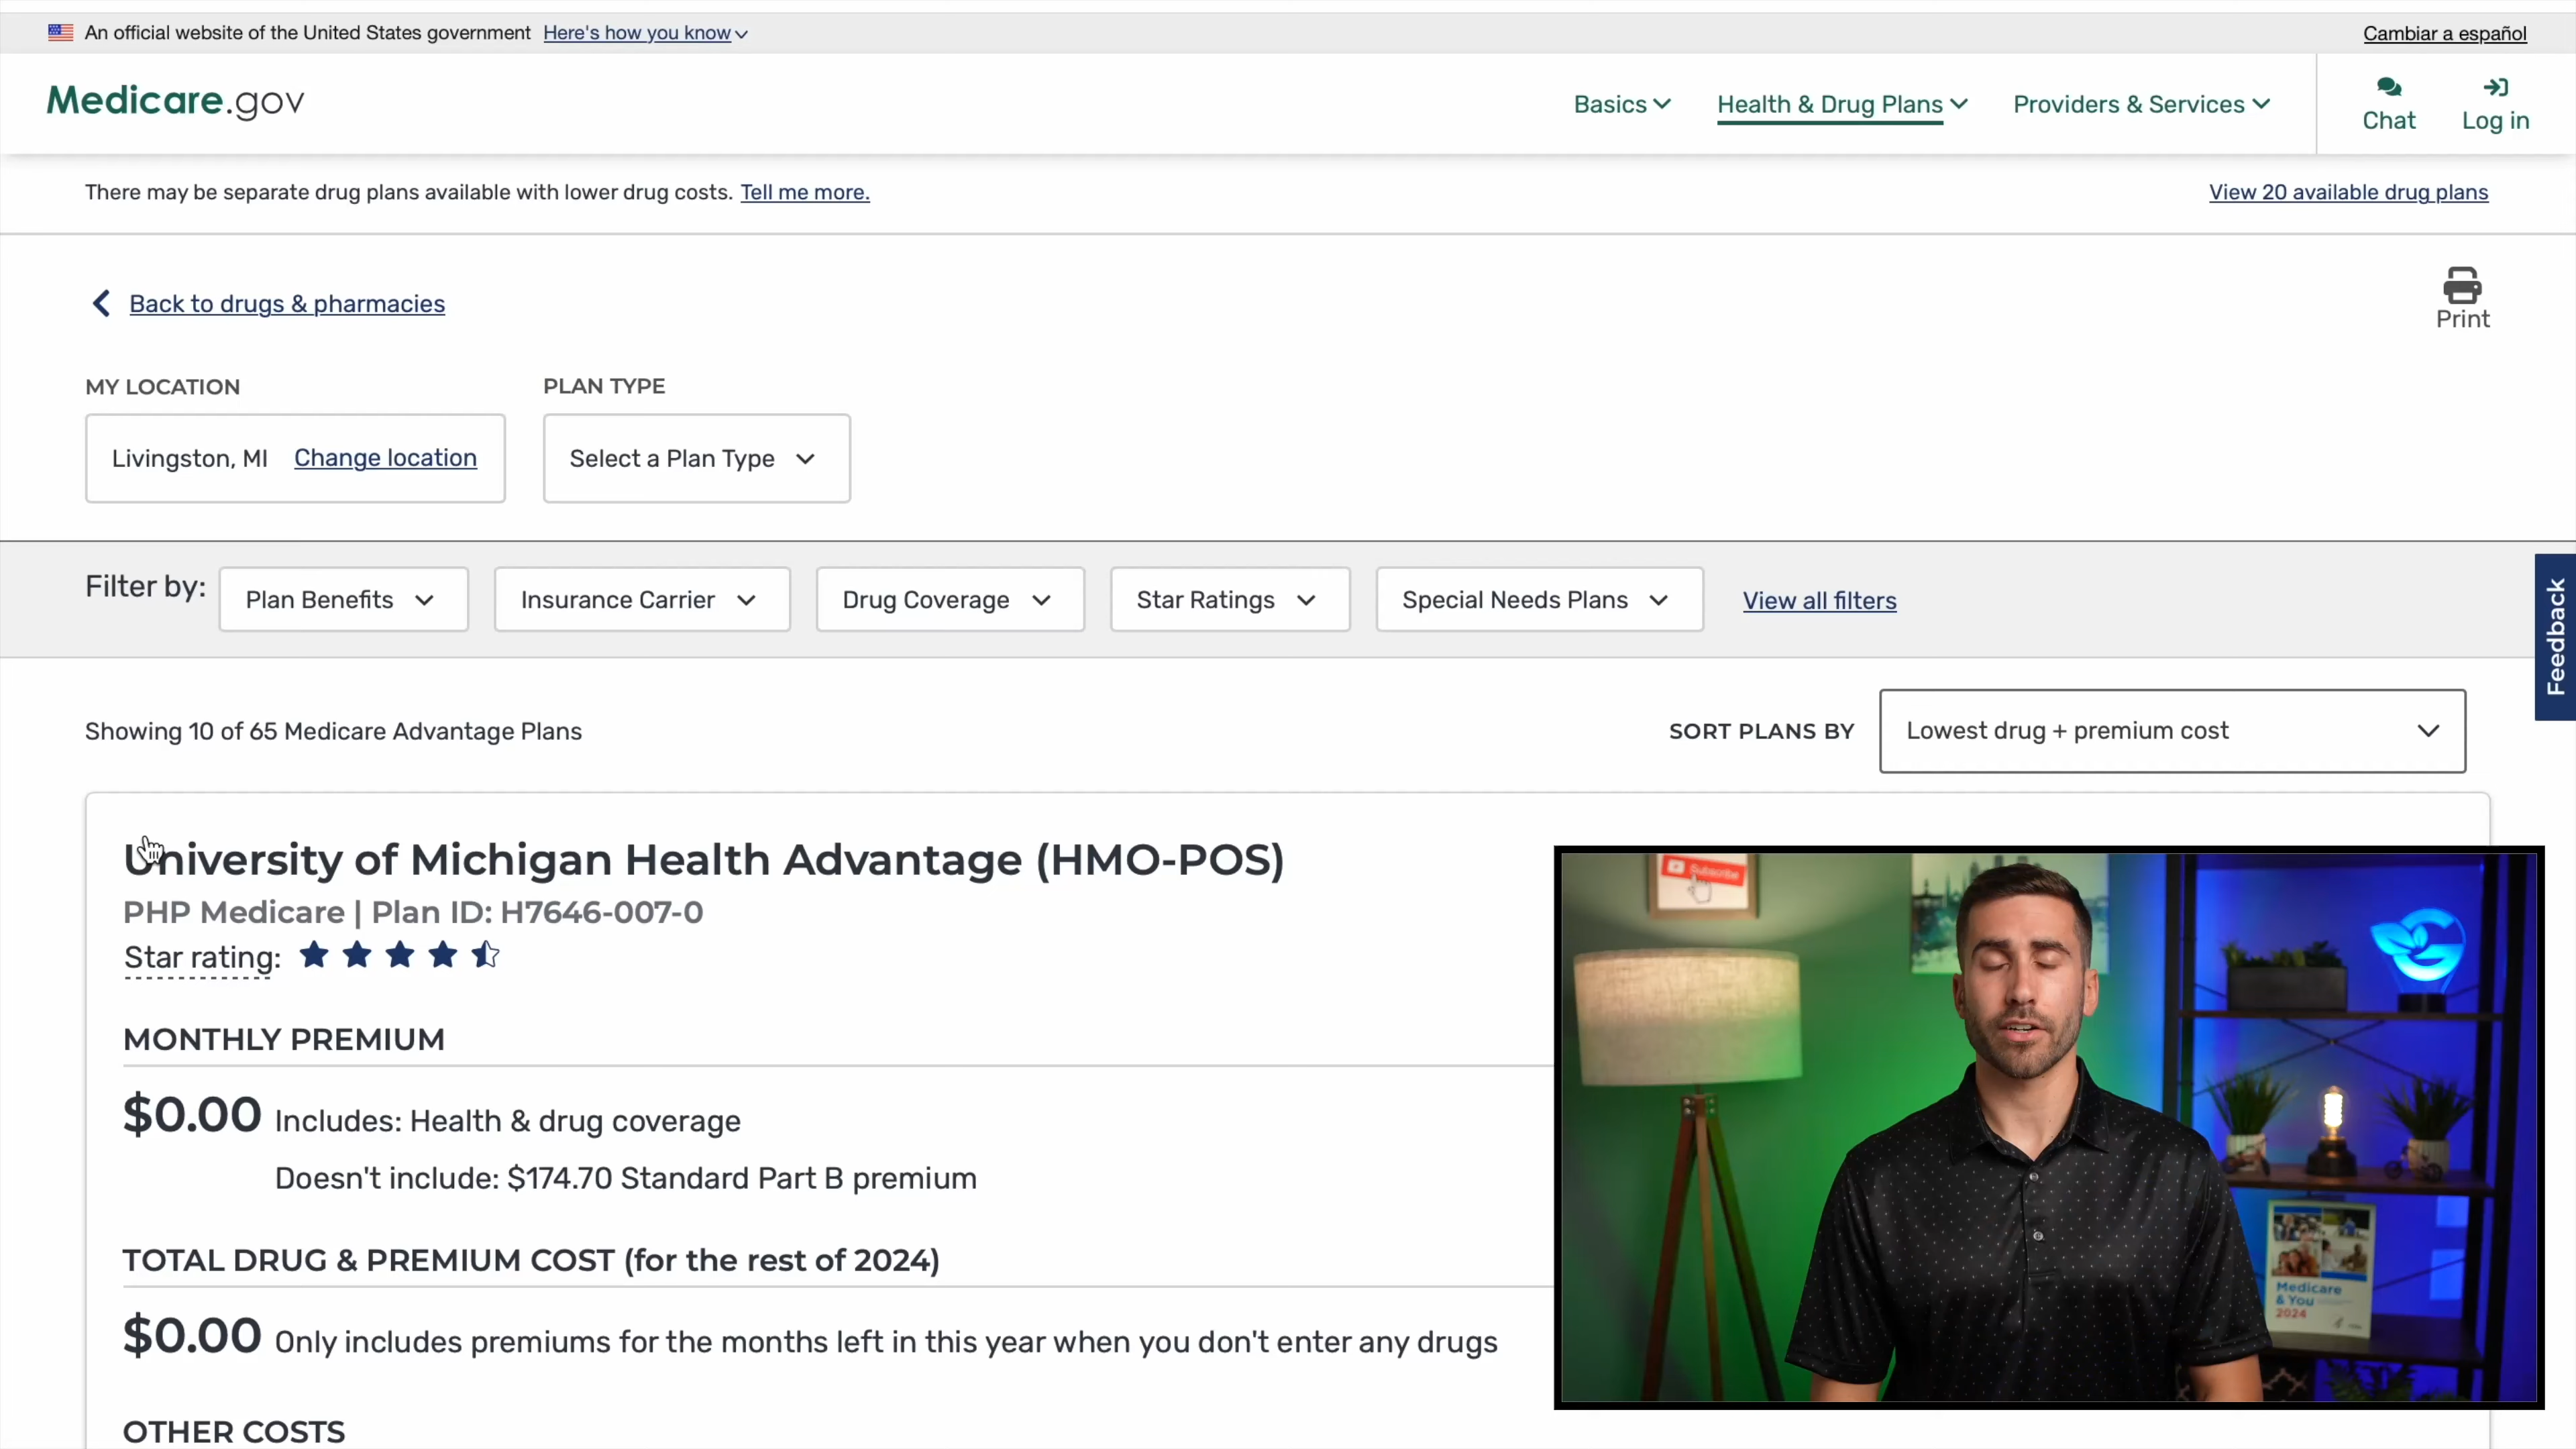 An official website of the United States government Here's how you know
Cambiar a español
Medicare.gov
Basics
Health & Drug Plans
Providers & Services
Chat
Log in
There may be separate drug plans available with lower drug costs. Tell me more.
View 20 available drug plans
Back to drugs & pharmacies
Print
MY LOCATION
PLAN TYPE
Livingston, MI Change location
Select a Plan Type
Filter by:
Plan Benefits
Insurance Carrier
Drug Coverage
Star Ratings
Special Needs Plans
View all filters
Feedback
Showing 10 of 65 Medicare Advantage Plans
SORT PLANS BY
Lowest drug + premium cost
University of Michigan Health Advantage (HMO-POS)
PHP Medicare | Plan ID: H7646-007-0
Star rating:
MONTHLY PREMIUM
$0.00 Includes: Health & drug coverage
Doesn't include: $174.70 Standard Part B premium
TOTAL DRUG & PREMIUM COST (for the rest of 2024)
$0.00 Only includes premiums for the months left in this year when you don't enter any drugs
OTHER COSTS
Subscribe
Medicare
& You
2024